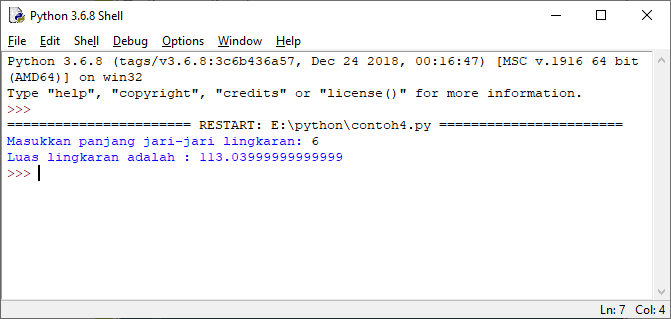 Python 3.6.8 Shell
File Edit Shell Debug Options Window Help
Python 3.6.8 (tags/v3.6.8:3c6b436a57, Dec 24 2018, 00:16:47) [MSC v.1916 64 bit
(AMD64)] on win32
Type "help", "copyright", "credits" or "license()" for more information.
>>>
======================= RESTART: E:\python\contoh4.py =======================
Masukkan panjang jari-jari lingkaran: 6
Luas lingkaran adalah : 113.03999999999999
>>>
Ln: 7 Col: 4